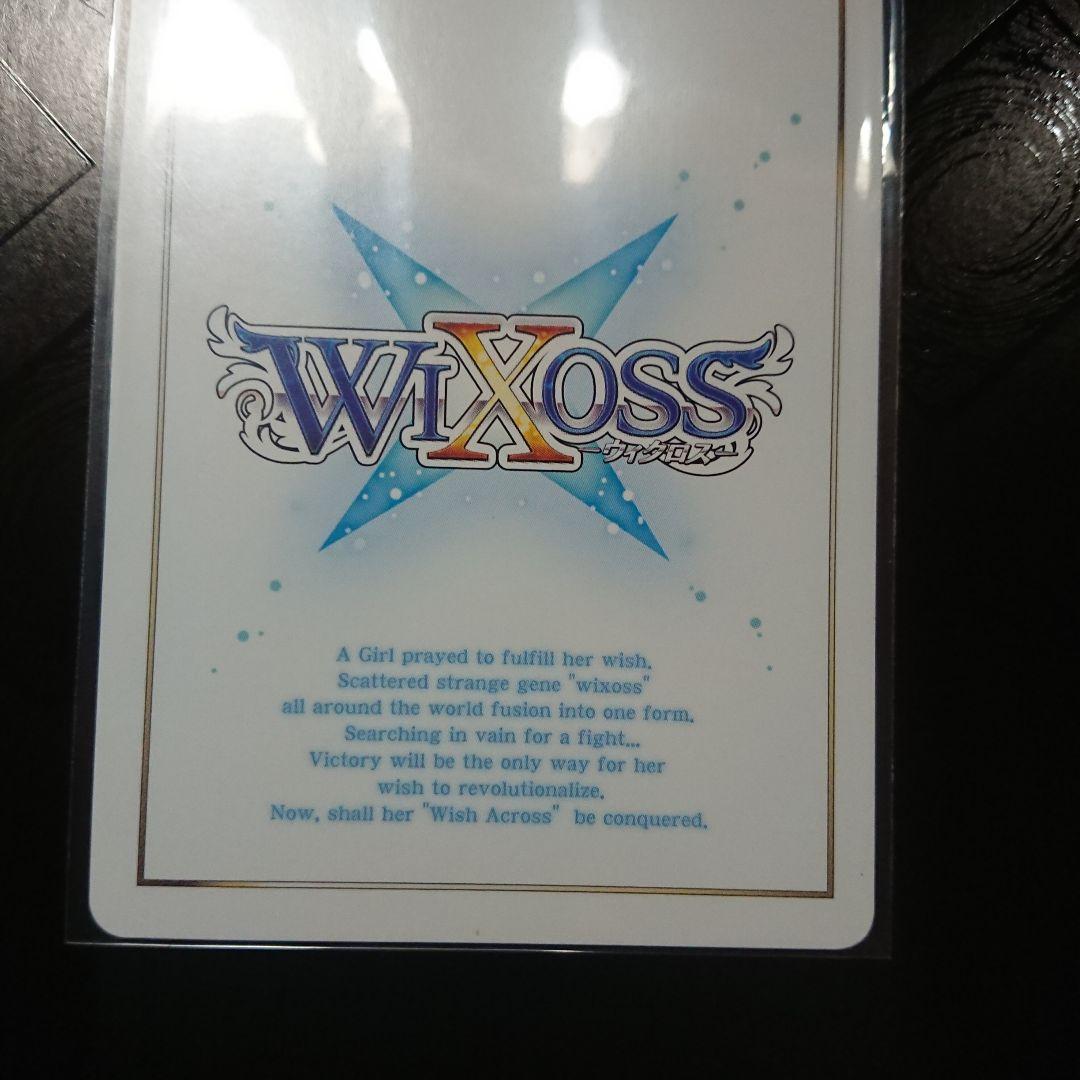 WIXOSS
－ウィクロス－
A Girl prayed to fulfill her wish.
Scattered strange gene "wixoss"
all around the world fusion into one form.
Searching in vain for a fight...
Victory will be the only way for her
wish to revolutionalize.
Now, shall her "Wish Across" be conquered.